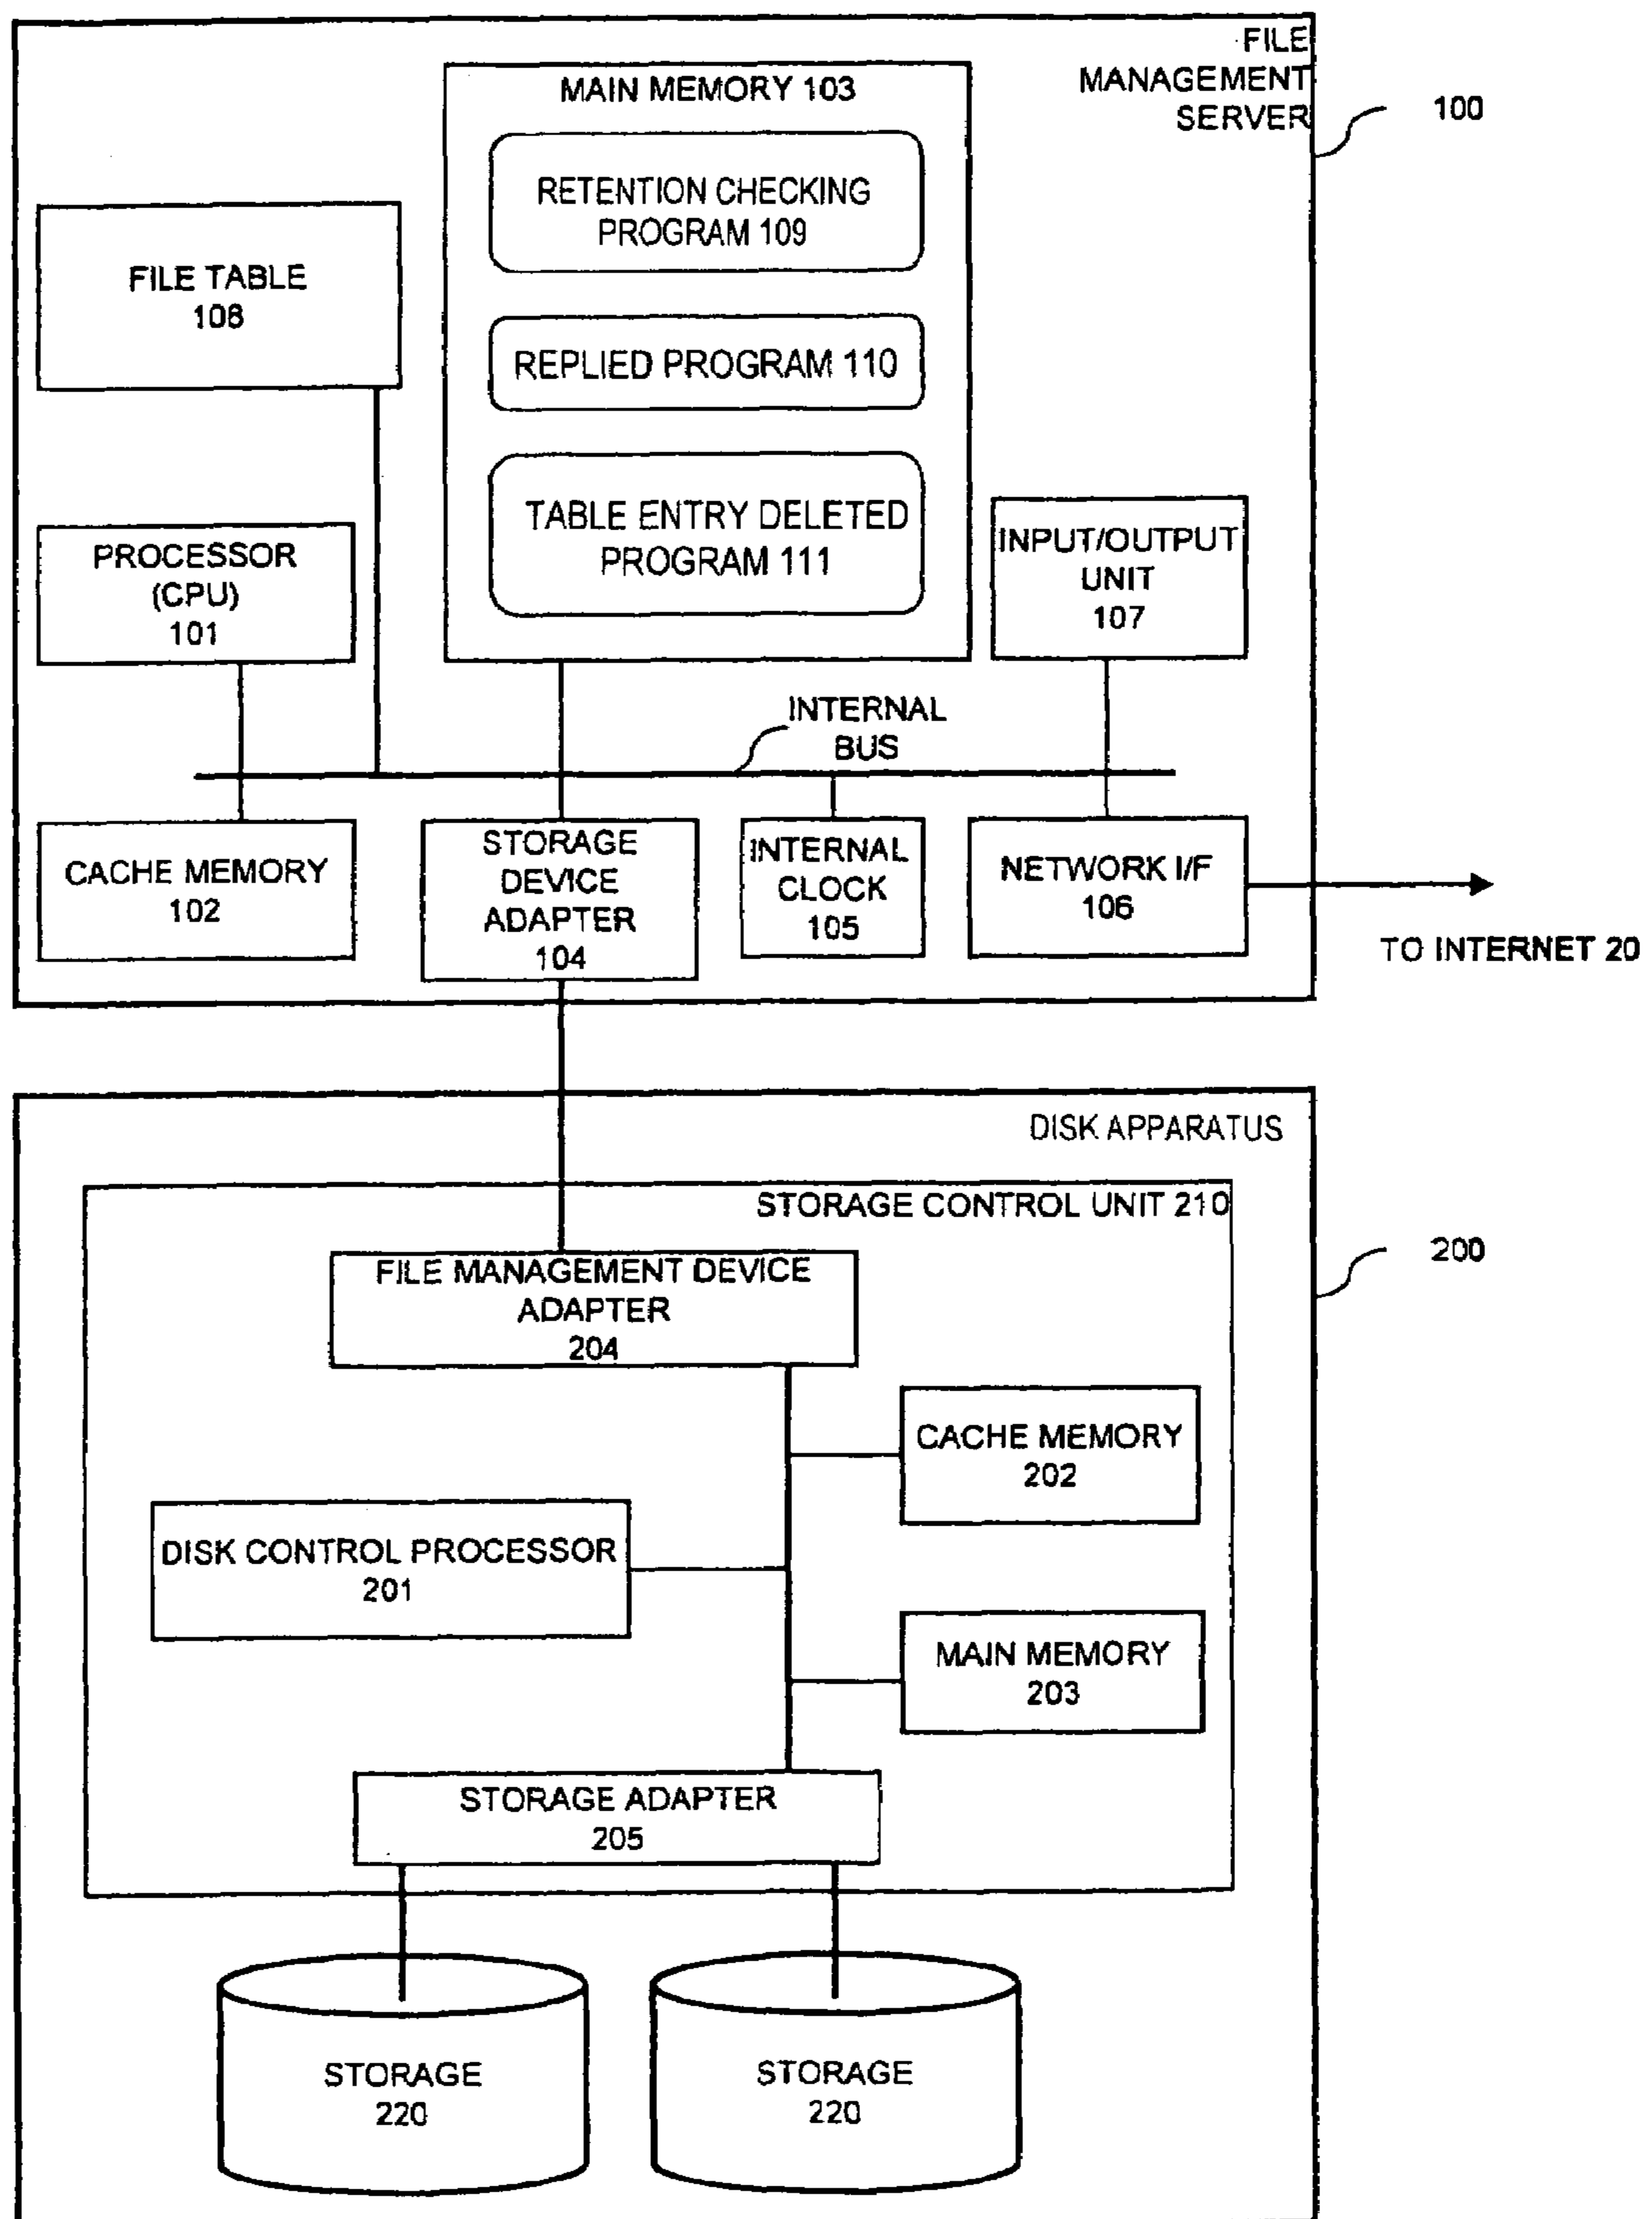 FILE
MANAGEMENT
SERVER
100
MAIN MEMORY 103
RETENTION CHECKING
PROGRAM 109
REPLIED PROGRAM 110
TABLE ENTRY DELETED
PROGRAM 111
FILE TABLE
108
PROCESSOR
(CPU)
101
INPUT/OUTPUT
UNIT
107
INTERNAL
BUS
CACHE MEMORY
102
STORAGE
DEVICE
ADAPTER
104
INTERNAL
CLOCK
105
NETWORK I/F
106
TO INTERNET 20
DISK APPARATUS
200
STORAGE CONTROL UNIT 210
FILE MANAGEMENT DEVICE
ADAPTER
204
CACHE MEMORY
202
DISK CONTROL PROCESSOR
201
MAIN MEMORY
203
STORAGE ADAPTER
205
STORAGE
220
STORAGE
220